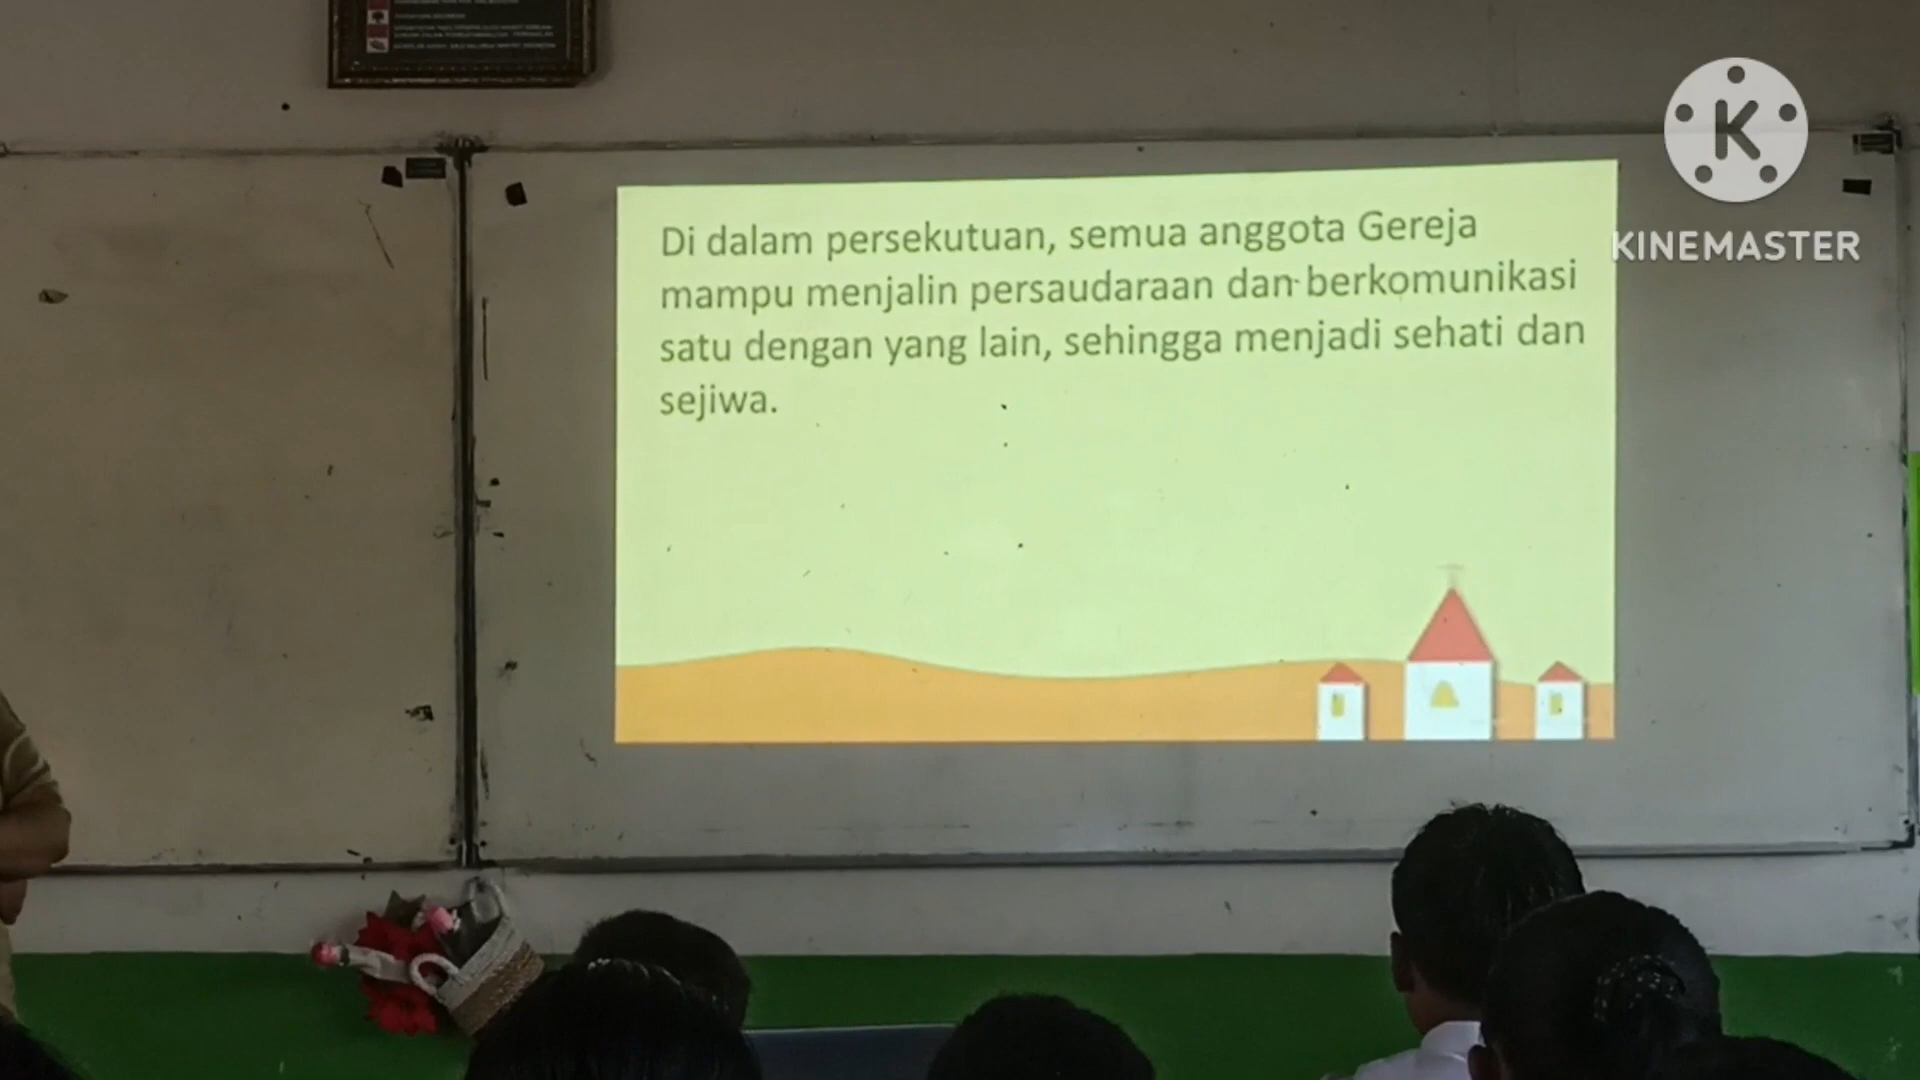 Di dalam persekutuan, semua anggota Gereja
mampu menjalin persaudaraan dan berkomunikasi
satu dengan yang lain, sehingga menjadi sehati dan
sejiwa.
K
KINEMASTER